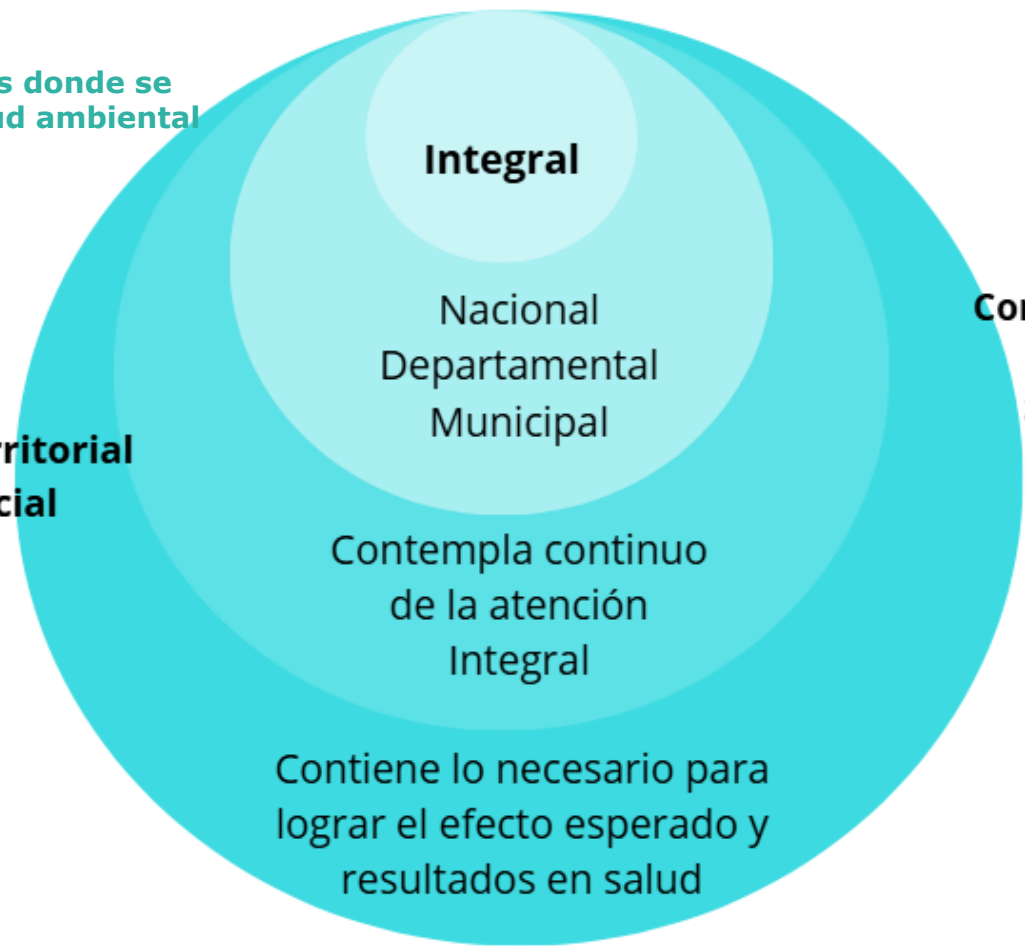 s donde se
ud ambiental
Integral
Nacional
Departamental
Municipal
Contempla continuo
de la atención
Integral
Contiene lo necesario para
lograr el efecto esperado y
resultados en salud
rritorial
cial
Cor